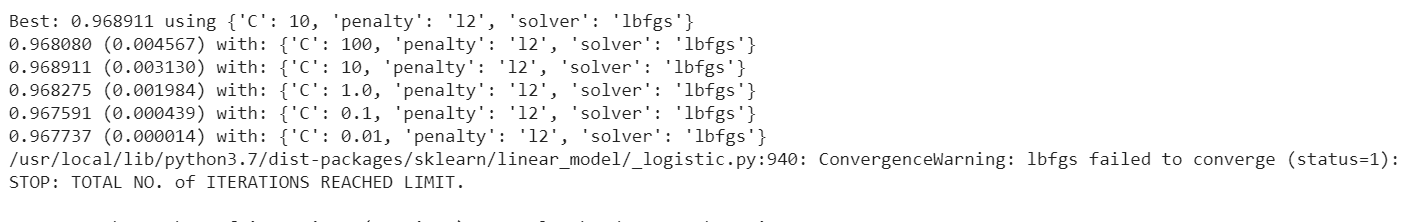 Best: 0.968911 using {'C': 10, 'penalty': 'l2', 'solver': 'lbfgs'}
0.968080 (0.004567) with: {'C': 100, 'penalty': 'l2', 'solver': 'lbfgs'}
0.968911 (0.003130) with: {'C': 10, 'penalty': 'l2', 'solver': 'lbfgs'}
0.968275 (0.001984) with: {'C': 1.0, 'penalty': 'l2', 'solver': 'lbfgs'}
0.967591 (0.000439) with: {'C': 0.1, 'penalty': 'l2', 'solver': 'lbfgs'}
0.967737 (0.000014) with: {'C': 0.01, 'penalty': 'l2', 'solver': 'lbfgs'}
/usr/local/lib/python3.7/dist-packages/sklearn/linear_model/_logistic.py:940: ConvergenceWarning: lbfgs failed to converge (status=1):
STOP: TOTAL NO. of ITERATIONS REACHED LIMIT.